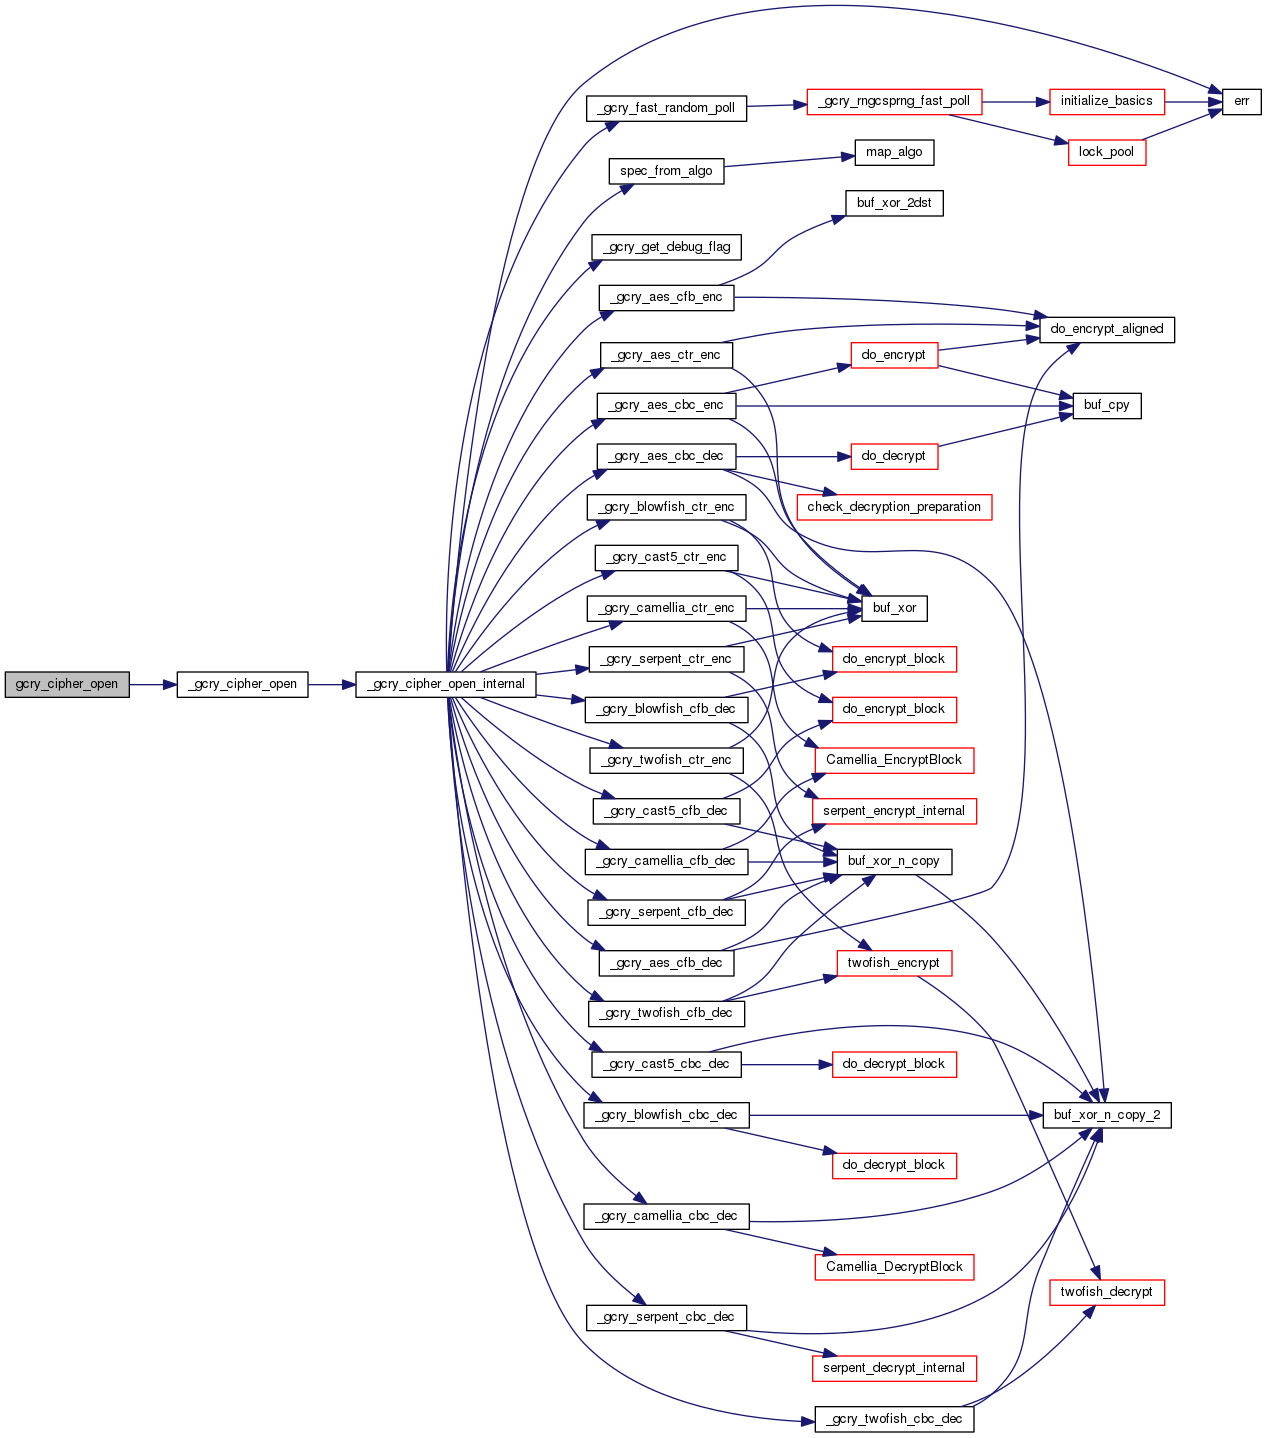 err
_gcry_fast_random_poll
_gcry_rngcsprng_fast_poll
initialize_basics
lock_pool
map_algo
spec_from_algo
buf_xor_2dst
_gcry_get_debug_flag
_gcry_aes_cfb_enc
do_encrypt_aligned
_gcry_aes_ctr_enc
do_encrypt
_gcry_aes_cbc_enc
buf_cpy
_gcry_aes_cbc_dec
do_decrypt
_gcry_blowfish_ctr_enc
check_decryption_preparation
_gcry_cast5_ctr_enc
_gcry_camellia_ctr_enc
buf_xor
_gcry_serpent_ctr_enc
do_encrypt_block
gcry_cipher_open
_gcry_cipher_open
_gcry_cipher_open_internal
_gcry_blowfish_cfb_dec
do_encrypt_block
_gcry_twofish_ctr_enc
Camellia_EncryptBlock
_gcry_cast5_cfb_dec
serpent_encrypt_internal
_gcry_camellia_cfb_dec
buf_xor_n_copy
_gcry_serpent_cfb_dec
_gcry_aes_cfb_dec
twofish_encrypt
_gcry_twofish_cfb_dec
_gcry_cast5_cbc_dec
do_decrypt_block
_gcry_blowfish_cbc_dec
buf_xor_n_copy_2
do_decrypt_block
_gcry_camellia_cbc_dec
Camellia_DecryptBlock
twofish_decrypt
_gcry_serpent_cbc_dec
serpent_decrypt_internal
_gcry_twofish_cbc_dec